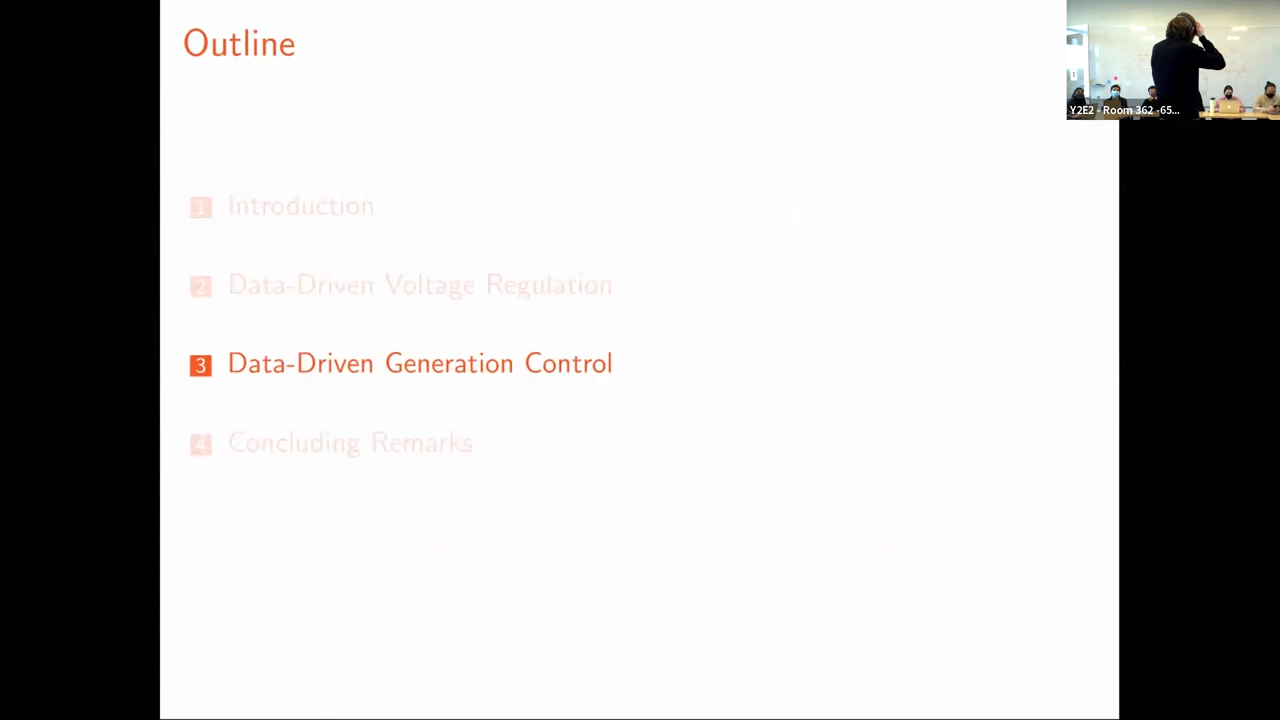 Outline
1 Introduction
2 Data-Driven Voltage Regulation
3 Data-Driven Generation Control
4 Concluding Remarks
Y2E2 - Room 362 -65...